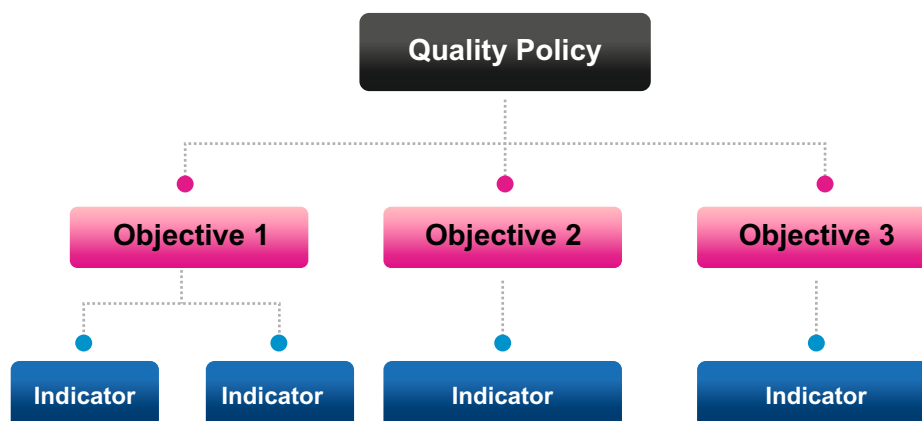 Quality Policy
Objective 1
Objective 2
Objective 3
Indicator
Indicator
Indicator
Indicator